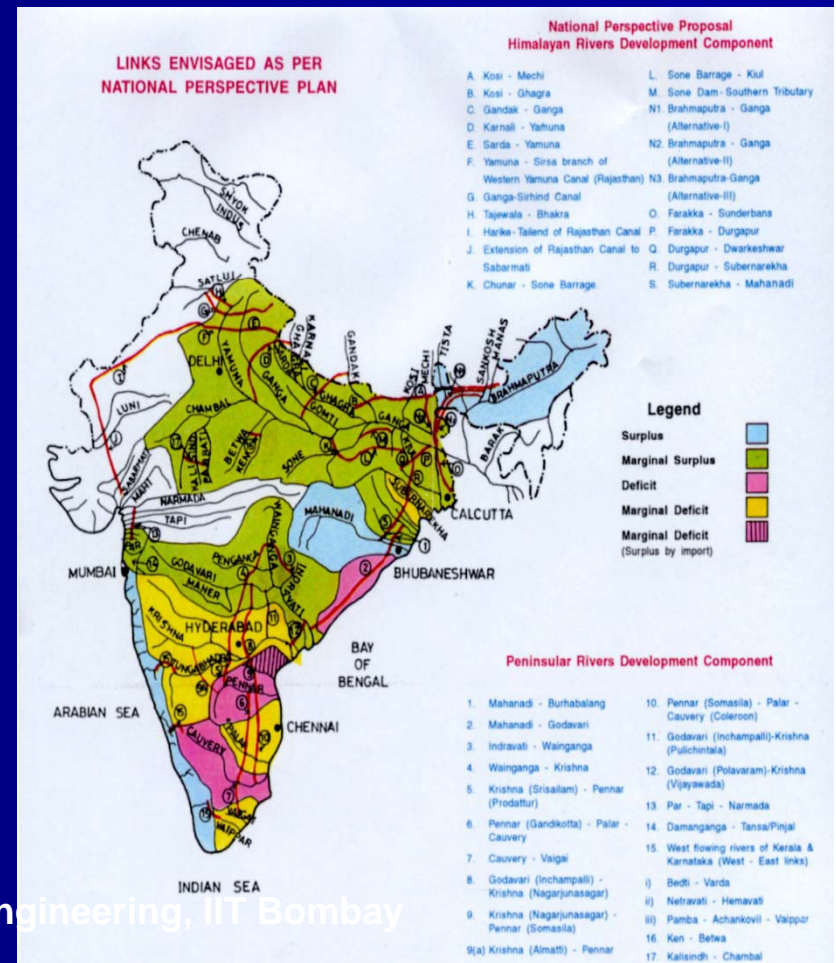 LINKS ENVISAGED AS PER
NATIONAL PERSPECTIVE PLAN
National Perspective Proposal
Himalayan Rivers Development Component
A. Kosi - Mechi
B. Kosi - Ghagra
C. Gandak - Ganga
D. Karnali - Yamuna
E. Sarda - Yamuna
F. Yamuna - Sirsa branch of
Western Yamuna Canal (Rajasthan)
G. Ganga-Sirhind Canal
H. Tajewala - Bhakra
I. Harike-Tailend of Rajasthan Canal
J. Extension of Rajasthan Canal to
Sabarmati
K. Chunar - Sone Barrage.
L. Sone Barrage - Kiul
M. Sone Dam-Southern Tributary
N1. Brahmaputra - Ganga
(Alternative-I)
N2. Brahmaputra - Ganga
(Alternative-II)
N3. Brahmaputra-Ganga
(Alternative-III)
O. Farakka - Sunderbans
P. Farakka - Durgapur
Q. Durgapur - Dwarkeshwar
R. Durgapur - Subernarekha
S. Subernarekha - Mahanadi
SHYOK
INDUS
CHENAB
SATLUJ
H
G
F
E
DELHI
YAMUNA
D
GANGA
C
GHAGRA
GOMTI
B
GANDAK
KOSI
MECHI
TISTA
SANKOSH
MANAS
BRAHMAPUTRA
BARAK
GANGA
I
LUNI
J
CHAMBAL
BETWA
KEN
SONE
SABARMATI
MAHI
NARMADA
TAPI
MAHANADI
SUBERNAREKHA
CALCUTTA
BHUBANESHWAR
PAR
MUMBAI
GODAVARI
PENGANGA
WAINGANGA
INDRAVATI
KRISHNA
HYDERABAD
TUNGABHADRA
PENNAR
BAY
OF
BENGAL
ARABIAN SEA
CHENNAI
PALAR
CAUVERY
VAIGAI
VAIPPAR
INDIAN SEA
Legend
Surplus
Marginal Surplus
Deficit
Marginal Deficit
Marginal Deficit
(Surplus by import)
Peninsular Rivers Development Component
1. Mahanadi - Burhabalang
2. Mahanadi - Godavari
3. Indravati - Wainganga
4. Wainganga - Krishna
5. Krishna (Srisailam) - Pennar
(Prodattur)
6. Pennar (Gandikotta) - Palar -
Cauvery
7. Cauvery - Vaigai
8. Godavari (Inchampalli) -
Krishna (Nagarjunasagar)
9. Krishna (Nagarjunasagar) -
Pennar (Somasila)
9(a) Krishna (Almatti) - Pennar
10. Pennar (Somasila) - Palar -
Cauvery (Coleroon)
11. Godavari (Inchampalli)-Krishna
(Pulichintala)
12. Godavari (Polavaram)-Krishna
(Vijayawada)
13. Par - Tapi - Narmada
14. Damanganga - Tansa/Pinjal
15. West flowing rivers of Kerala &
Karnataka (West - East links)
i) Bedti - Varda
ii) Netravati - Hemavati
iii) Pamba - Achankovil - Vaippar
16. Ken - Betwa
17. Kalisindh - Chambal
ngineering, IIT Bombay